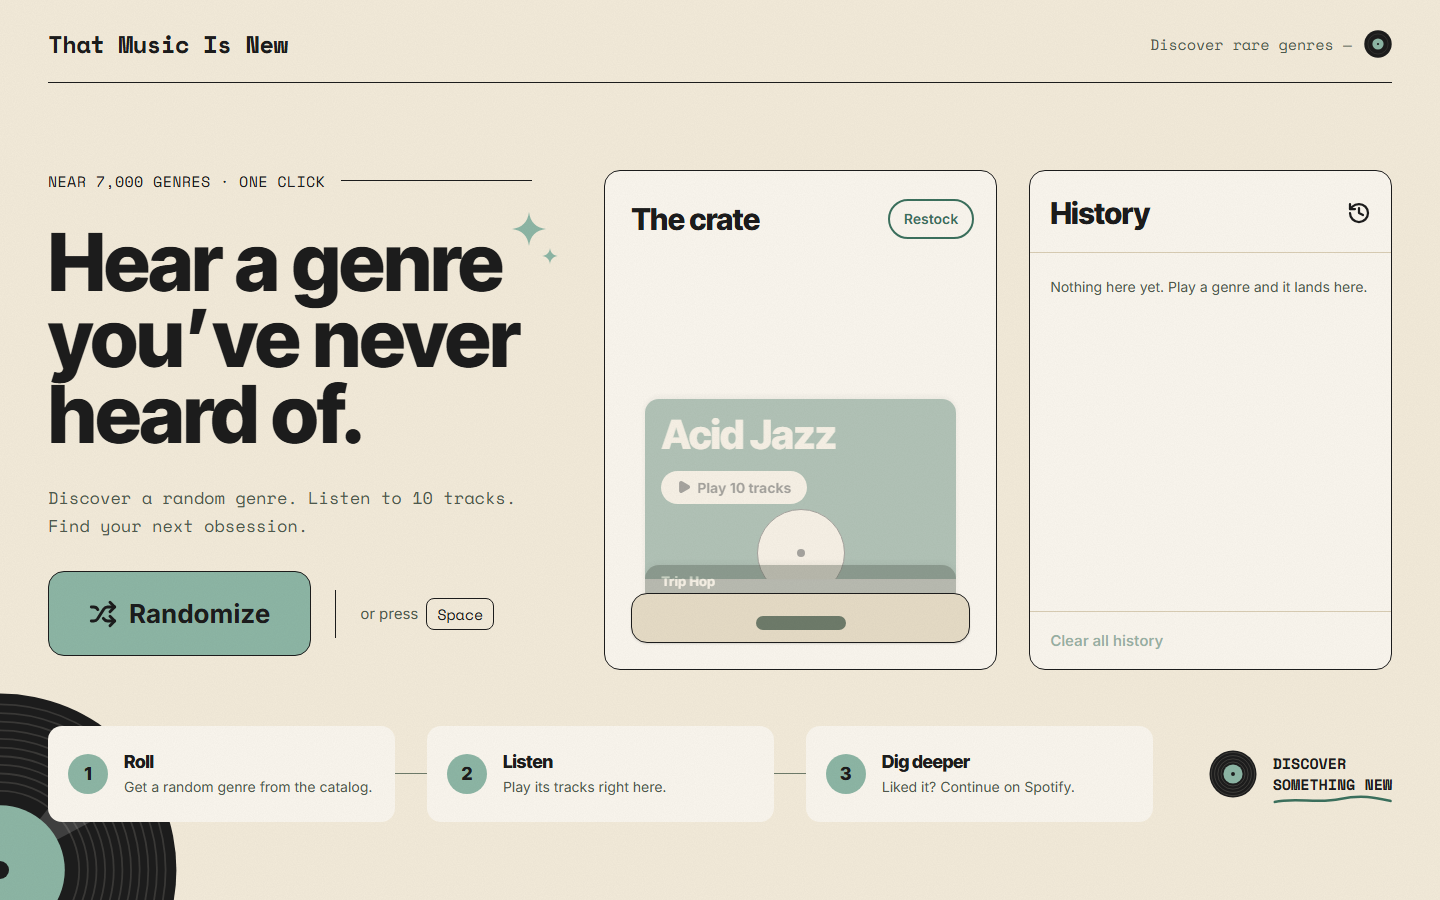 That Music Is New
Discover rare genres —
NEAR 7,000 GENRES · ONE CLICK
Hear a genre
you’ve never
heard of.
Discover a random genre. Listen to 10 tracks.
Find your next obsession.
Randomize
or press Space
The crate
Restock
Acid Jazz
Play 10 tracks
Trip Hop
History
Nothing here yet. Play a genre and it lands here.
Clear all history
1
Roll
Get a random genre from the catalog.
2
Listen
Play its tracks right here.
3
Dig deeper
Liked it? Continue on Spotify.
DISCOVER
SOMETHING NEW